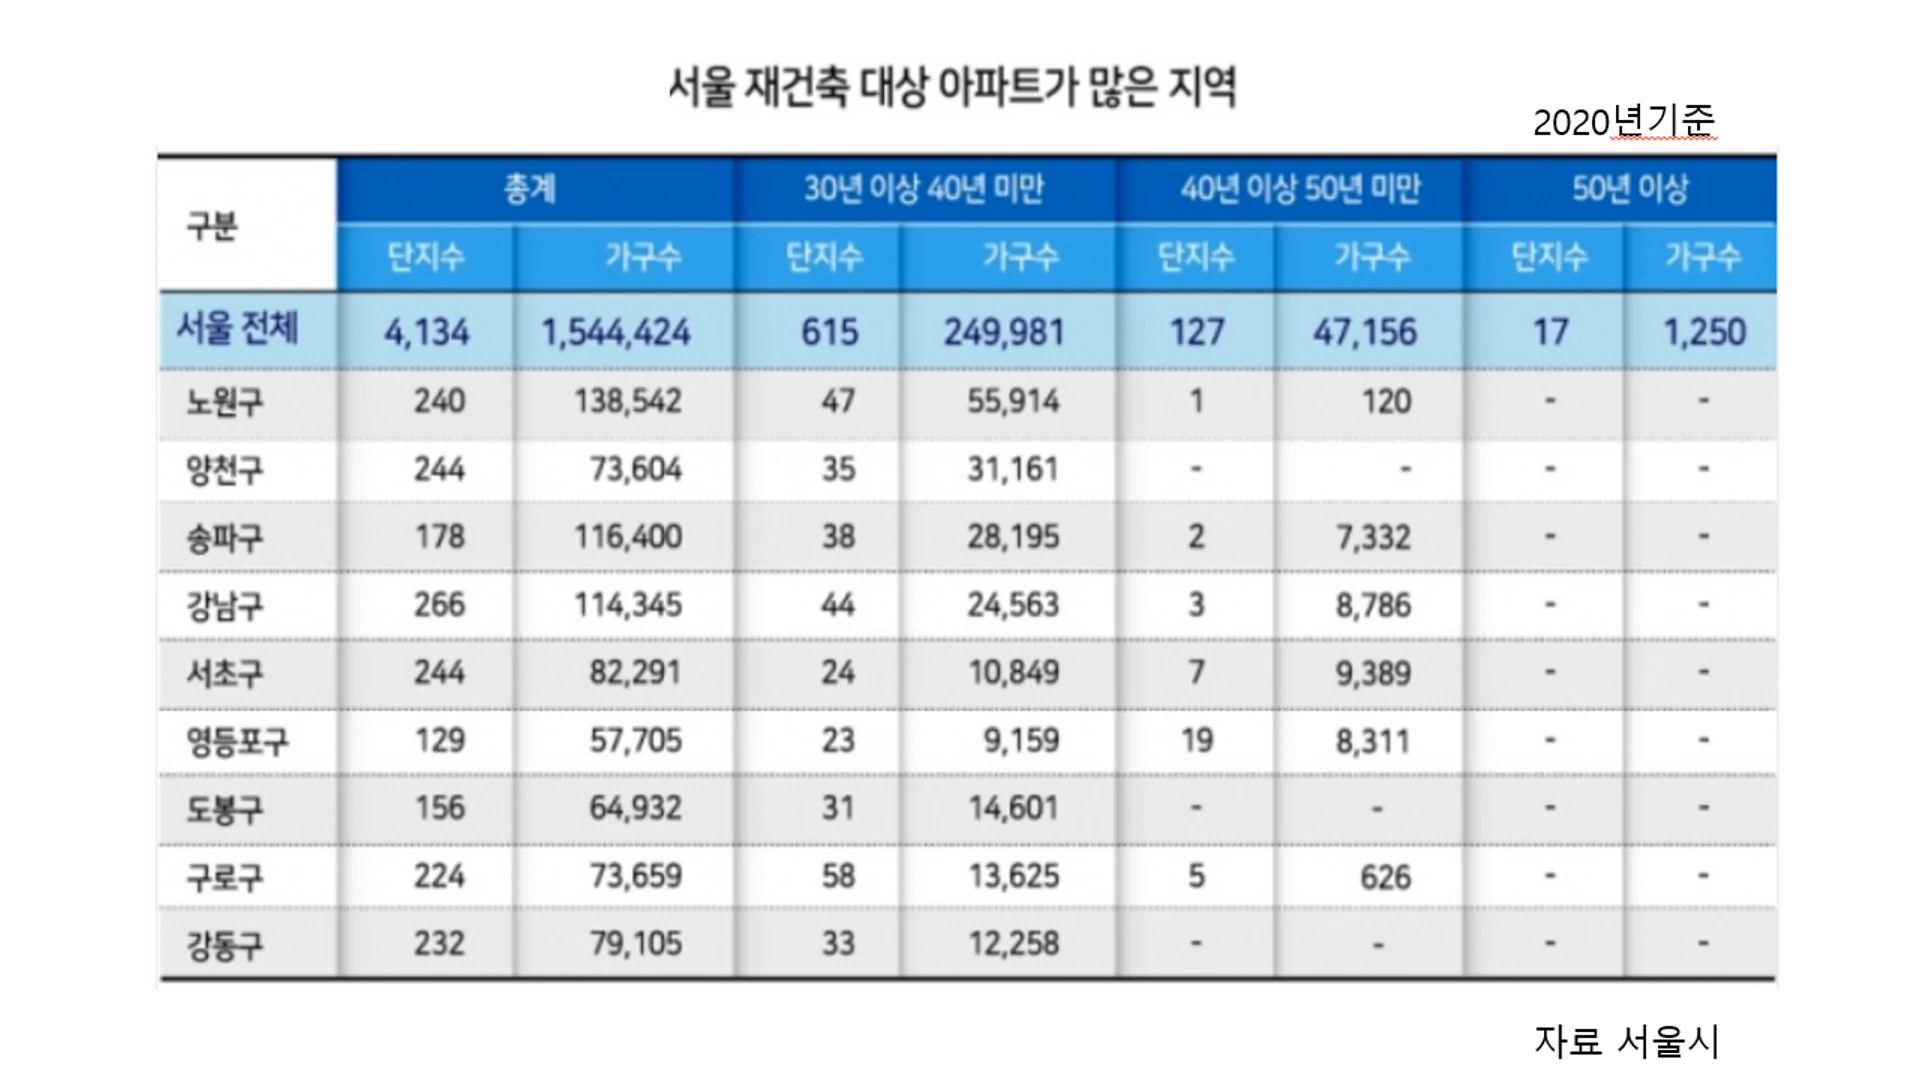 서울 재건축 대상 아파트가 많은 지역
2020년기준
구분 총계 30년 이상 40년 미만 40년 이상 50년 미만 50년 이상
단지수 가구수 단지수 가구수 단지수 가구수 단지수 가구수
서울 전체 4,134 1,544,424 615 249,981 127 47,156 17 1,250
노원구 240 138,542 47 55,914 1 120 - -
양천구 244 73,604 35 31,161 - - - -
송파구 178 116,400 38 28,195 2 7,332 - -
강남구 266 114,345 44 24,563 3 8,786 - -
서초구 244 82,291 24 10,849 7 9,389 - -
영등포구 129 57,705 23 9,159 19 8,311 - -
도봉구 156 64,932 31 14,601 - - - -
구로구 224 73,659 58 13,625 5 626 - -
강동구 232 79,105 33 12,258 - - - -
자료 서울시